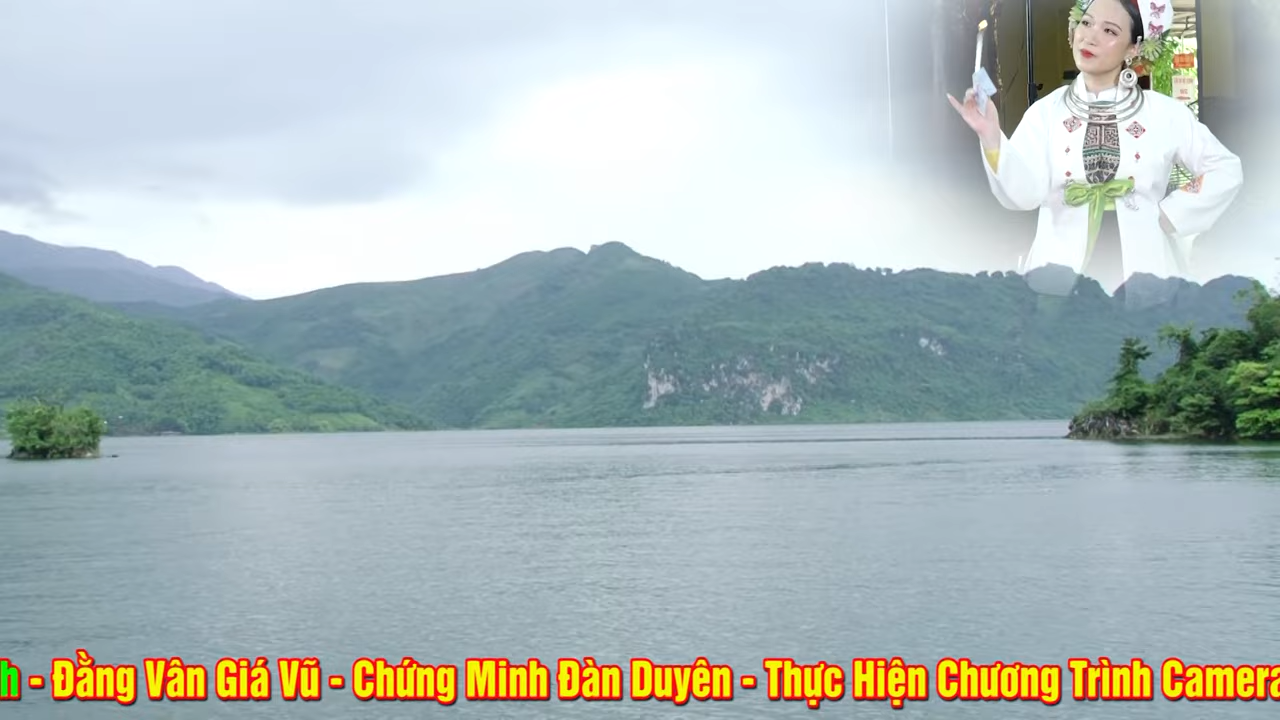 h - Đằng Vân Giá Vũ - Chứng Minh Đàn Duyên - Thực Hiện Chương Trình Camera